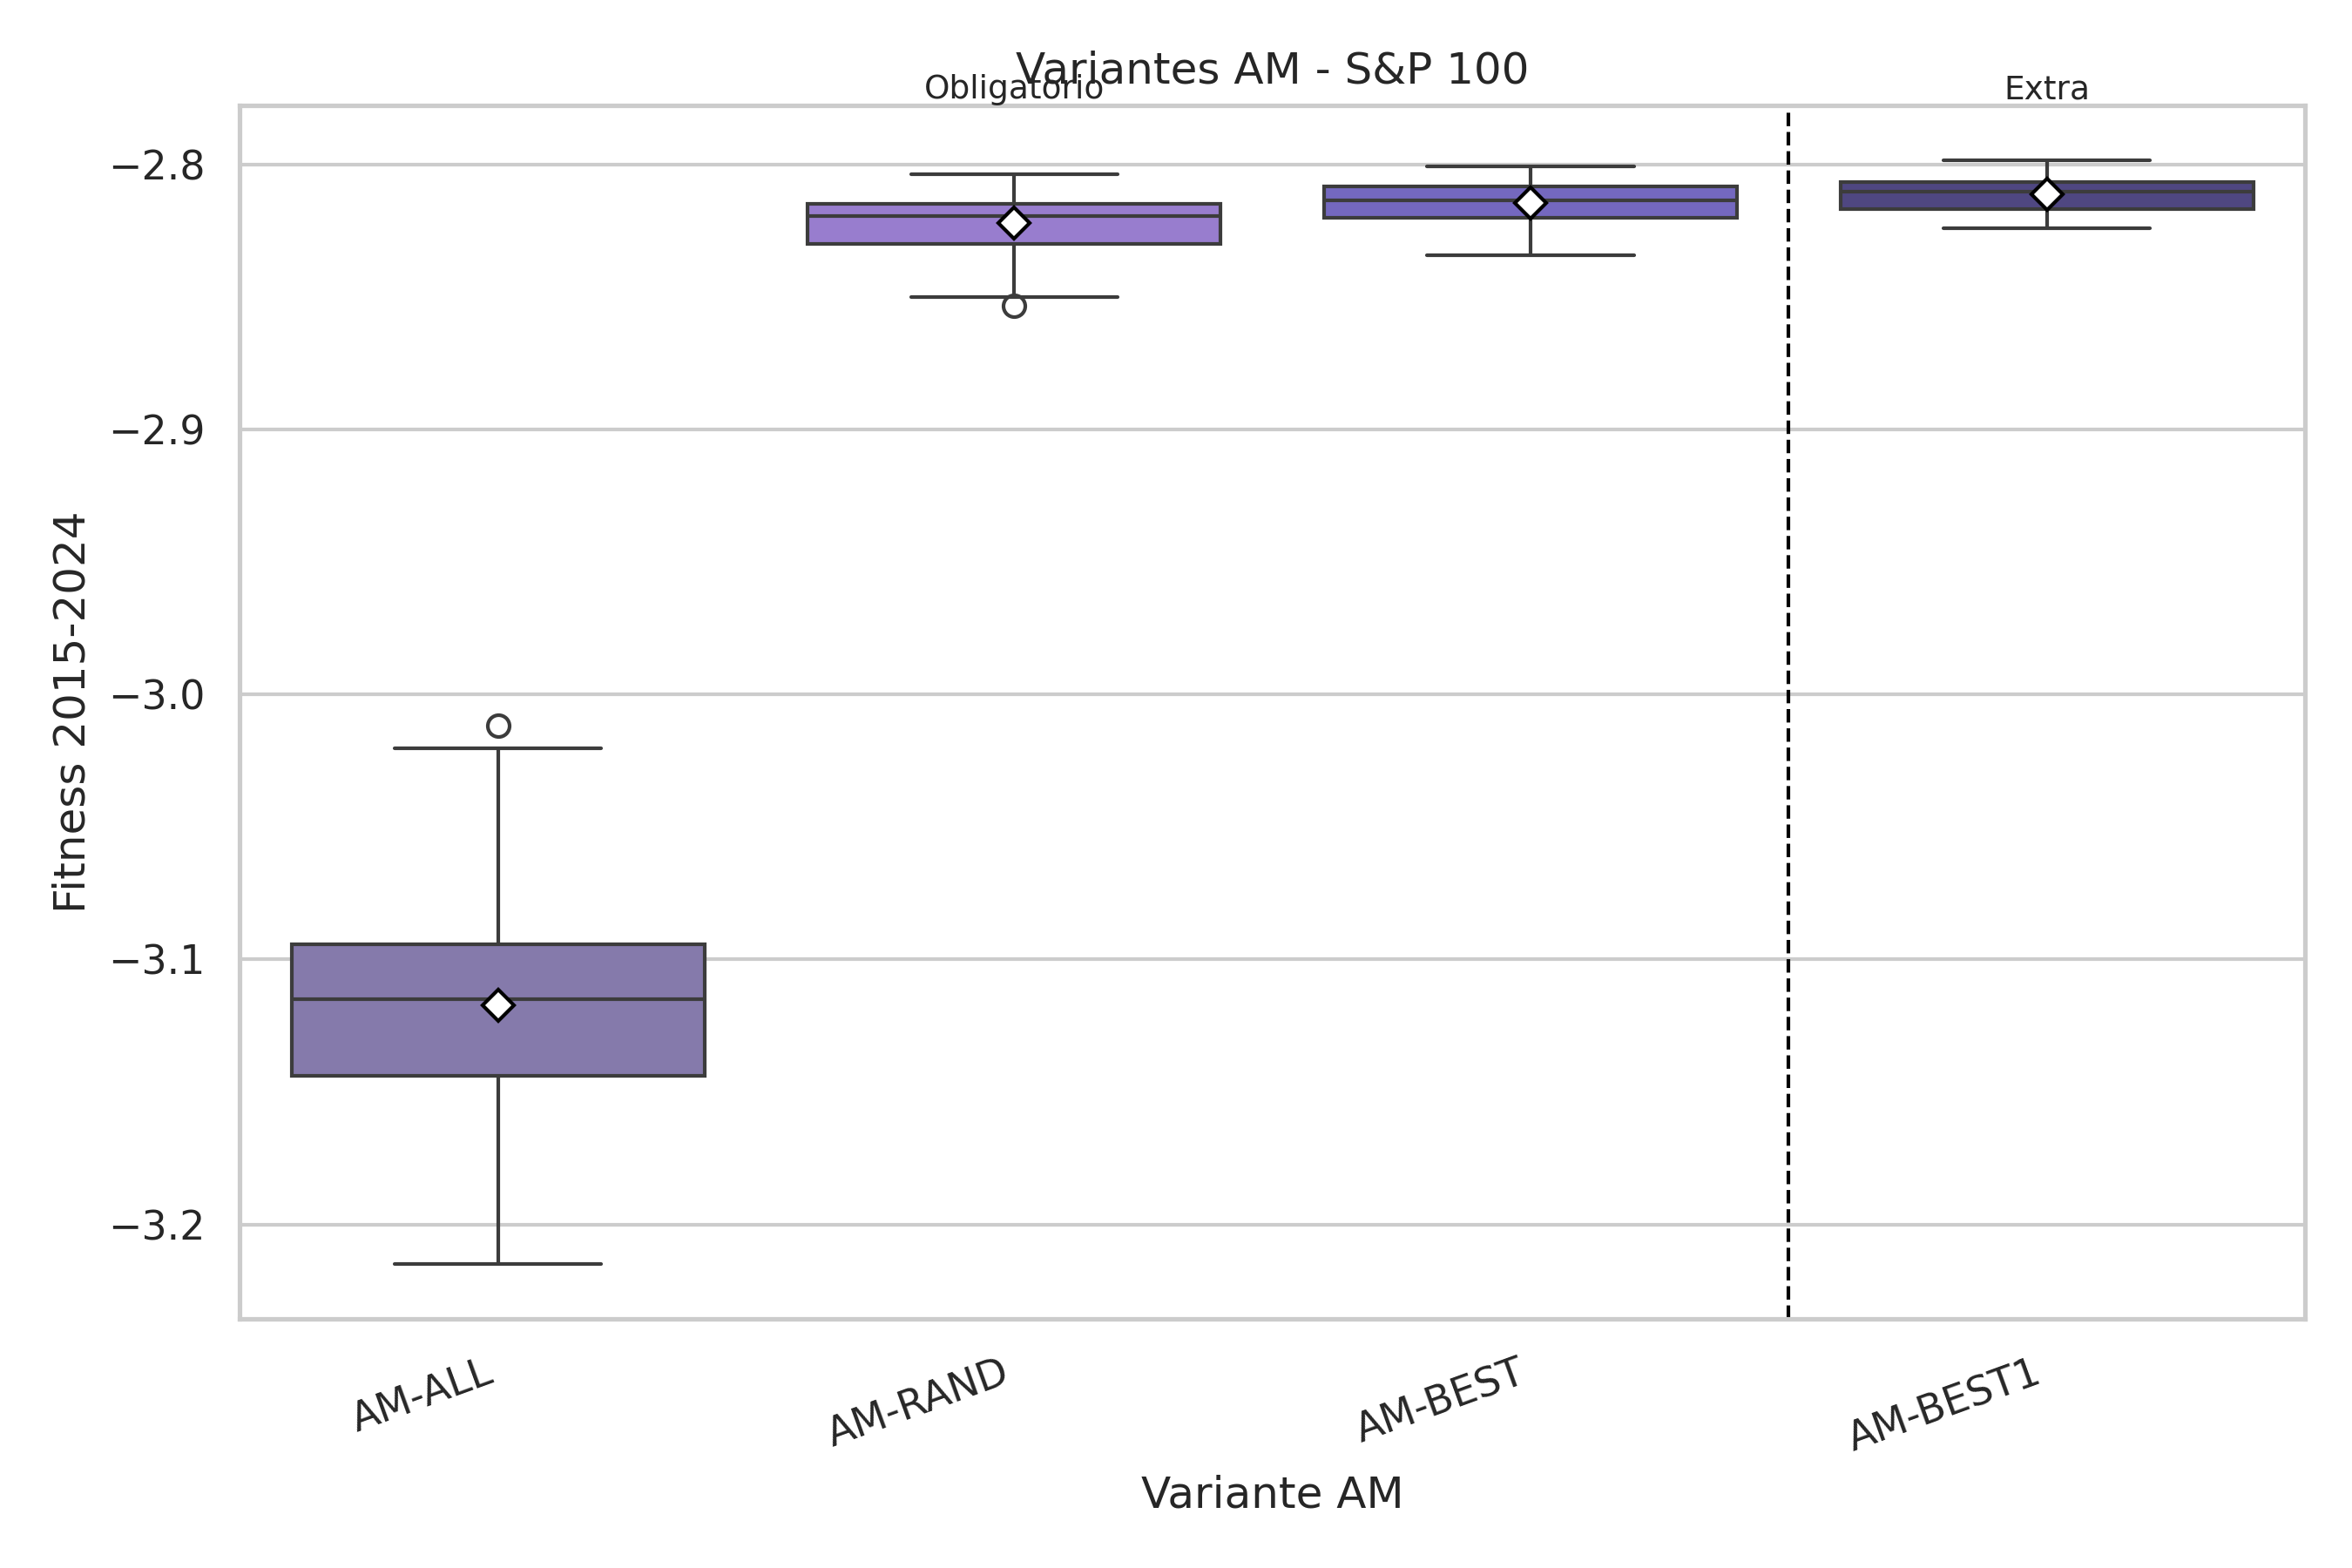 Variantes AM - S&P 100
Obligatorio
Extra
−2.8
−2.9
−3.0
−3.1
−3.2
Fitness 2015-2024
AM-ALL
AM-RAND
AM-BEST
AM-BEST1
Variante AM